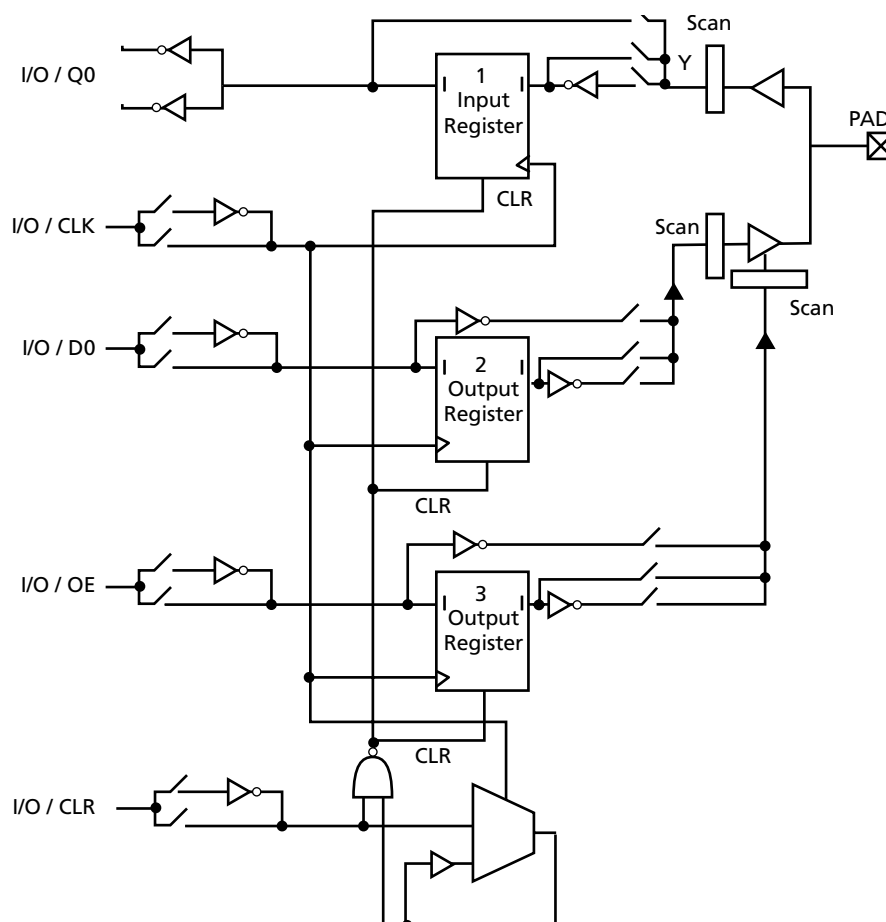 Scan
I/O / Q0
1
Input
Register
Y
PAD
CLR
I/O / CLK
Scan
Scan
I/O / D0
2
Output
Register
CLR
I/O / OE
3
Output
Register
CLR
I/O / CLR